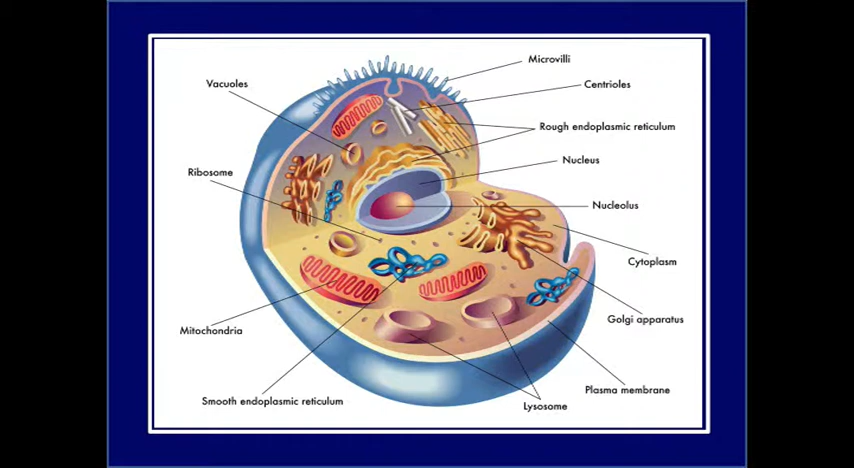 Microvilli
Vacuoles
Centrioles
Rough endoplasmic reticulum
Nucleus
Ribosome
Nucleolus
Cytoplasm
Golgi apparatus
Mitochondria
Plasma membrane
Smooth endoplasmic reticulum
Lysosome